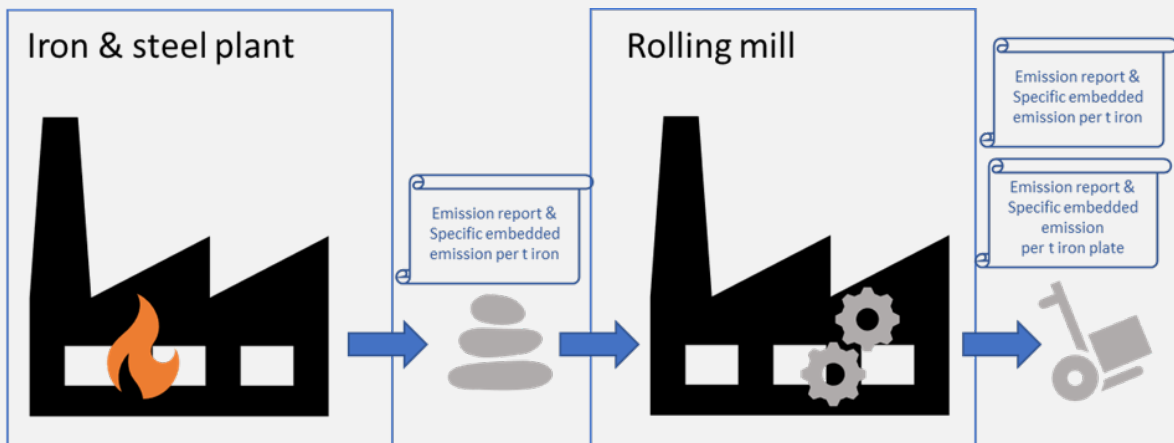 Iron & steel plant
Rolling mill
Emission report &
Specific embedded
emission per t iron
Emission report &
Specific embedded
emission per t iron
Emission report &
Specific embedded
emission
per t iron plate